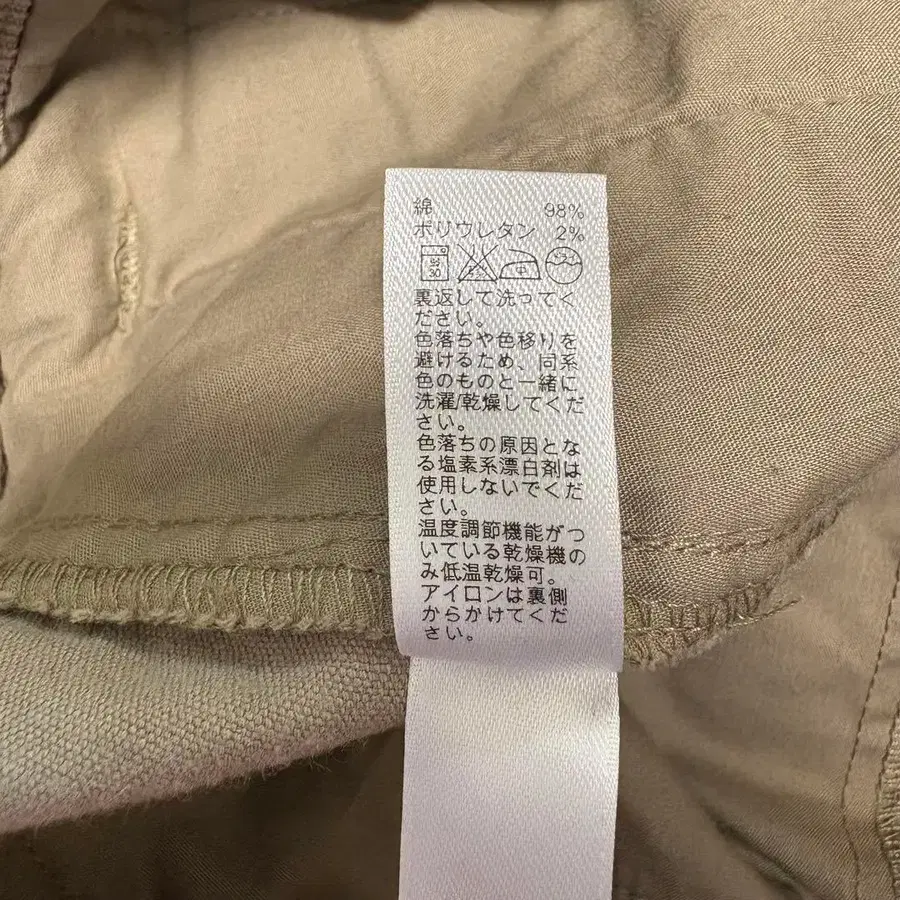 綿 98%
ポリウレタン 2%
30 中
裏返して洗ってく
ださい。
色落ちや色移りを
避けるため、同系
色のものと一緒に
洗濯/乾燥してくだ
さい。
色落ちの原因とな
る塩素系漂白剤は
使用しないでくだ
さい。
温度調節機能がつ
いている乾燥機の
み低温乾燥可。
アイロンは裏側
からかけてくだ
さい。